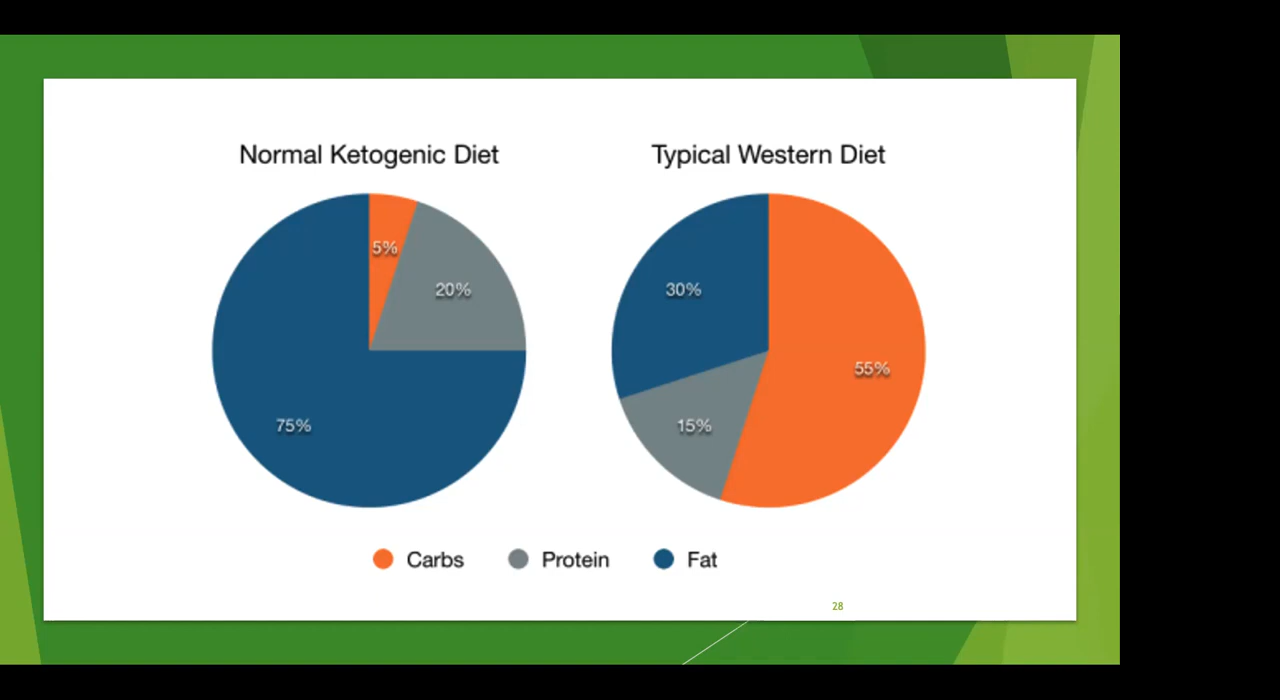 Normal Ketogenic Diet
Typical Western Diet
5%
20%
75%
30%
55%
15%
Carbs
Protein
Fat
28